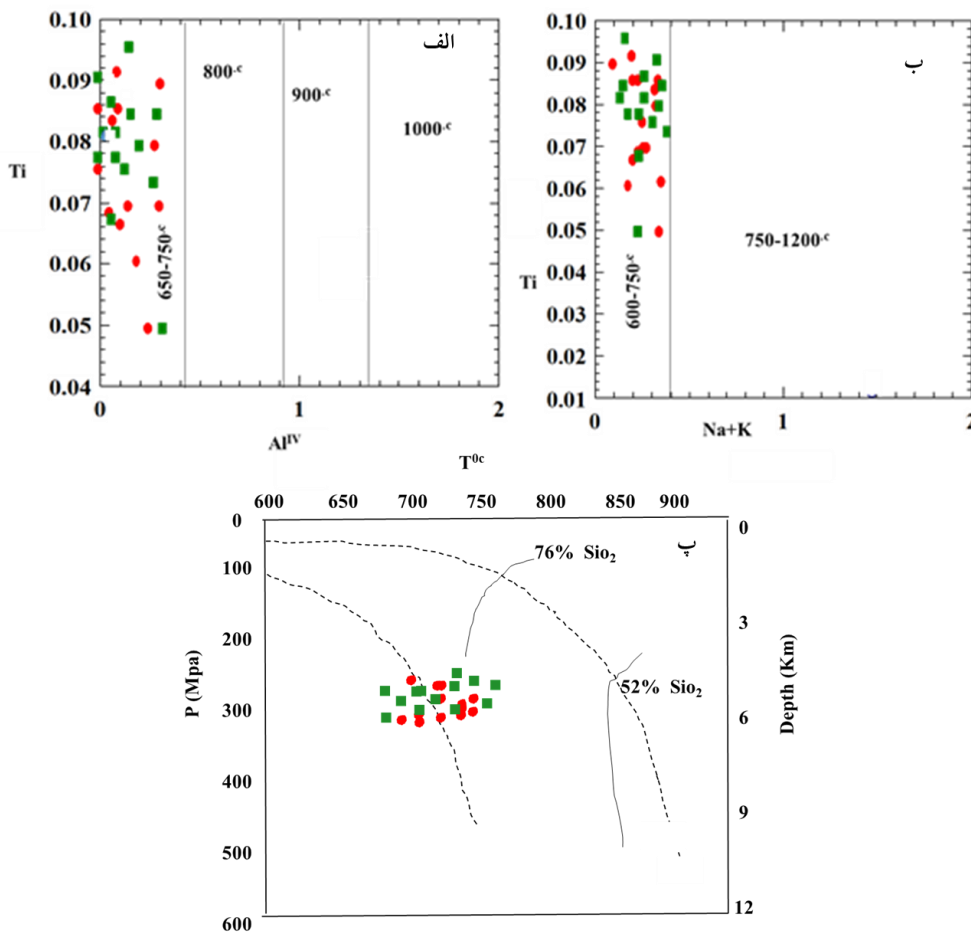 0.10
0.09
0.08
Ti
0.07
0.06
0.05
0.04
0
1
2
Al^IV
الف
800·c
900·c
1000·c
650-750·c
0.10
0.09
0.08
0.07
0.06
0.05
0.04
Ti
0.03
0.02
0.01
0
1
2
Na+K
ب
600-750·c
750-1200·c
T^0c
600 650 700 750 800 850 900
0
100
200
300
400
500
600
P (Mpa)
0
3
6
9
12
Depth (Km)
پ
76% Sio₂
52% Sio₂